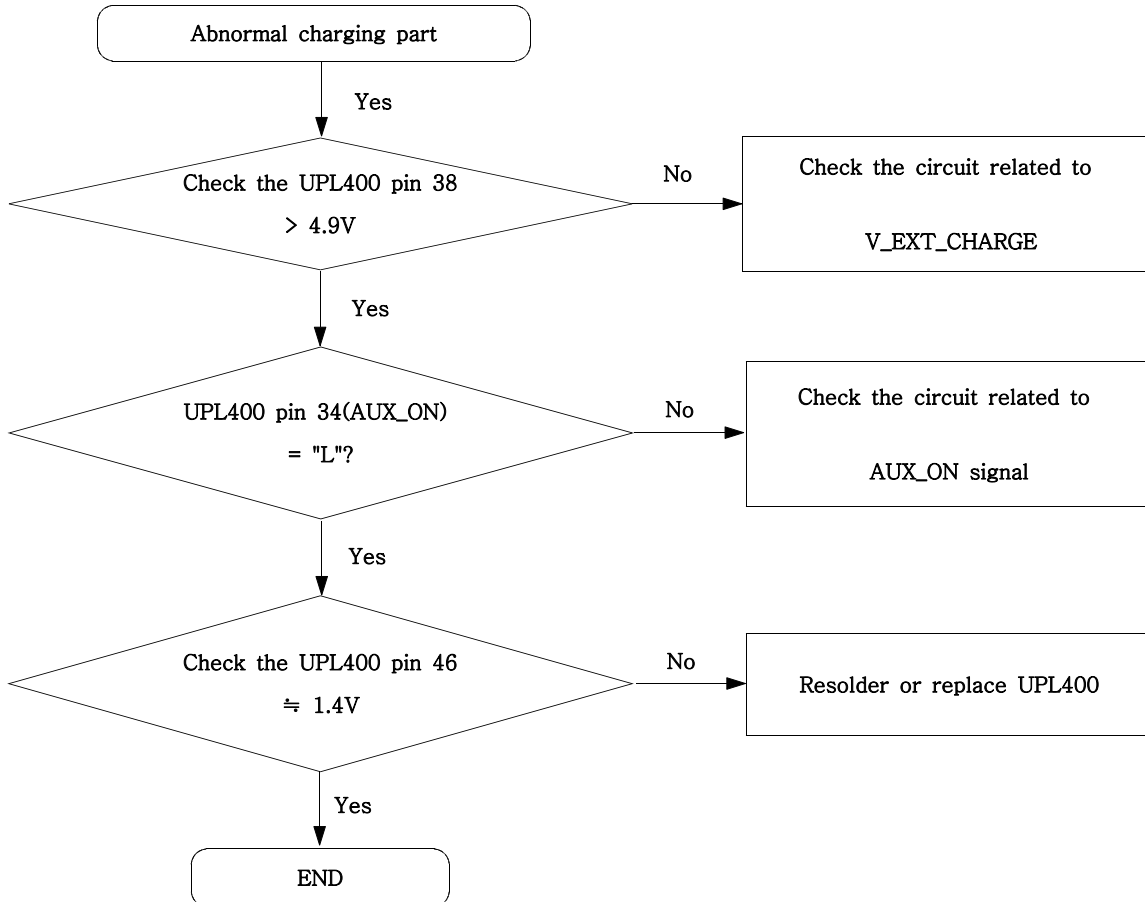 Abnormal charging part
Yes
Check the UPL400 pin 38
> 4.9V
No
Check the circuit related to
V_EXT_CHARGE
Yes
UPL400 pin 34(AUX_ON)
= "L"?
No
Check the circuit related to
AUX_ON signal
Yes
Check the UPL400 pin 46
≒ 1.4V
No
Resolder or replace UPL400
Yes
END